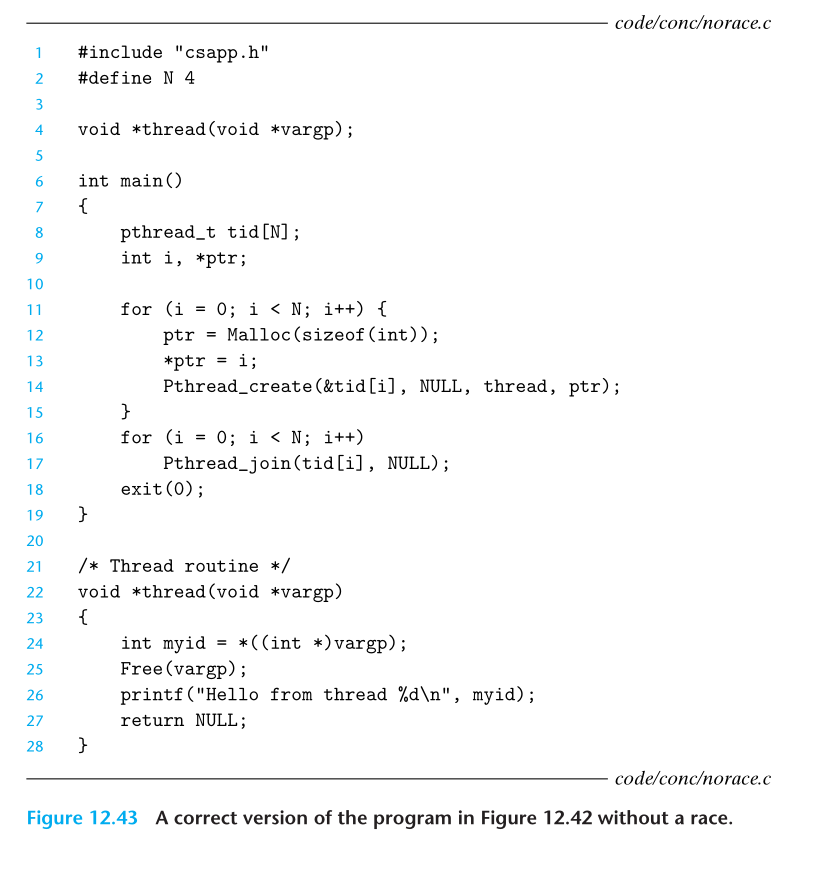 code/conc/norace.c
1 #include "csapp.h"
2 #define N 4
3
4 void *thread(void *vargp);
5
6 int main()
7 {
8     pthread_t tid[N];
9     int i, *ptr;
10
11     for (i = 0; i < N; i++) {
12         ptr = Malloc(sizeof(int));
13         *ptr = i;
14         Pthread_create(&tid[i], NULL, thread, ptr);
15     }
16     for (i = 0; i < N; i++)
17         Pthread_join(tid[i], NULL);
18     exit(0);
19 }
20
21 /* Thread routine */
22 void *thread(void *vargp)
23 {
24     int myid = *((int *)vargp);
25     Free(vargp);
26     printf("Hello from thread %d\n", myid);
27     return NULL;
28 }
code/conc/norace.c
Figure 12.43 A correct version of the program in Figure 12.42 without a race.